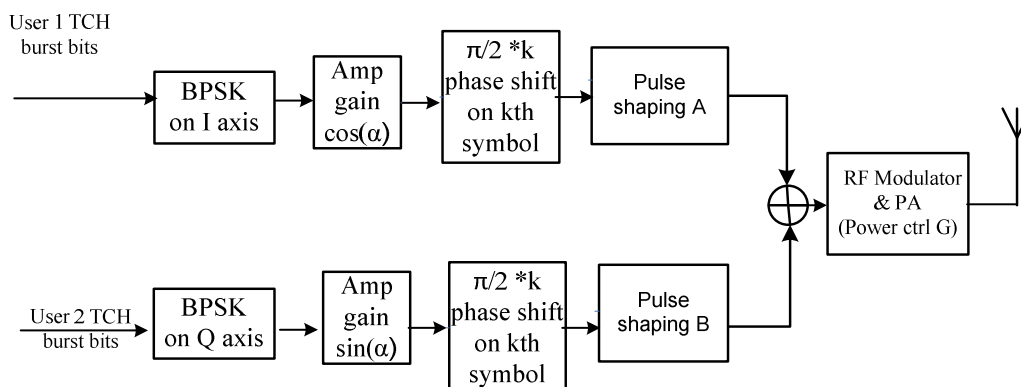 User 1 TCH
burst bits
BPSK
on I axis
Amp
gain
cos(α)
π/2 *k
phase shift
on kth
symbol
Pulse
shaping A
RF Modulator
& PA
(Power ctrl G)
User 2 TCH
burst bits
BPSK
on Q axis
Amp
gain
sin(α)
π/2 *k
phase shift
on kth
symbol
Pulse
shaping B